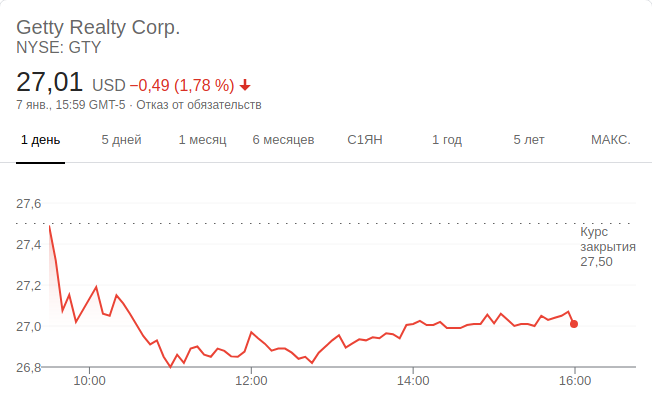 Getty Realty Corp.
NYSE: GTY
27,01 USD −0,49 (1,78 %)
7 янв., 15:59 GMT-5 · Отказ от обязательств
1 день 5 дней 1 месяц 6 месяцев С1ЯН 1 год 5 лет МАКС.
27,6
Курс
закрытия
27,50
27,4
27,2
27,0
26,8
10:00 12:00 14:00 16:00